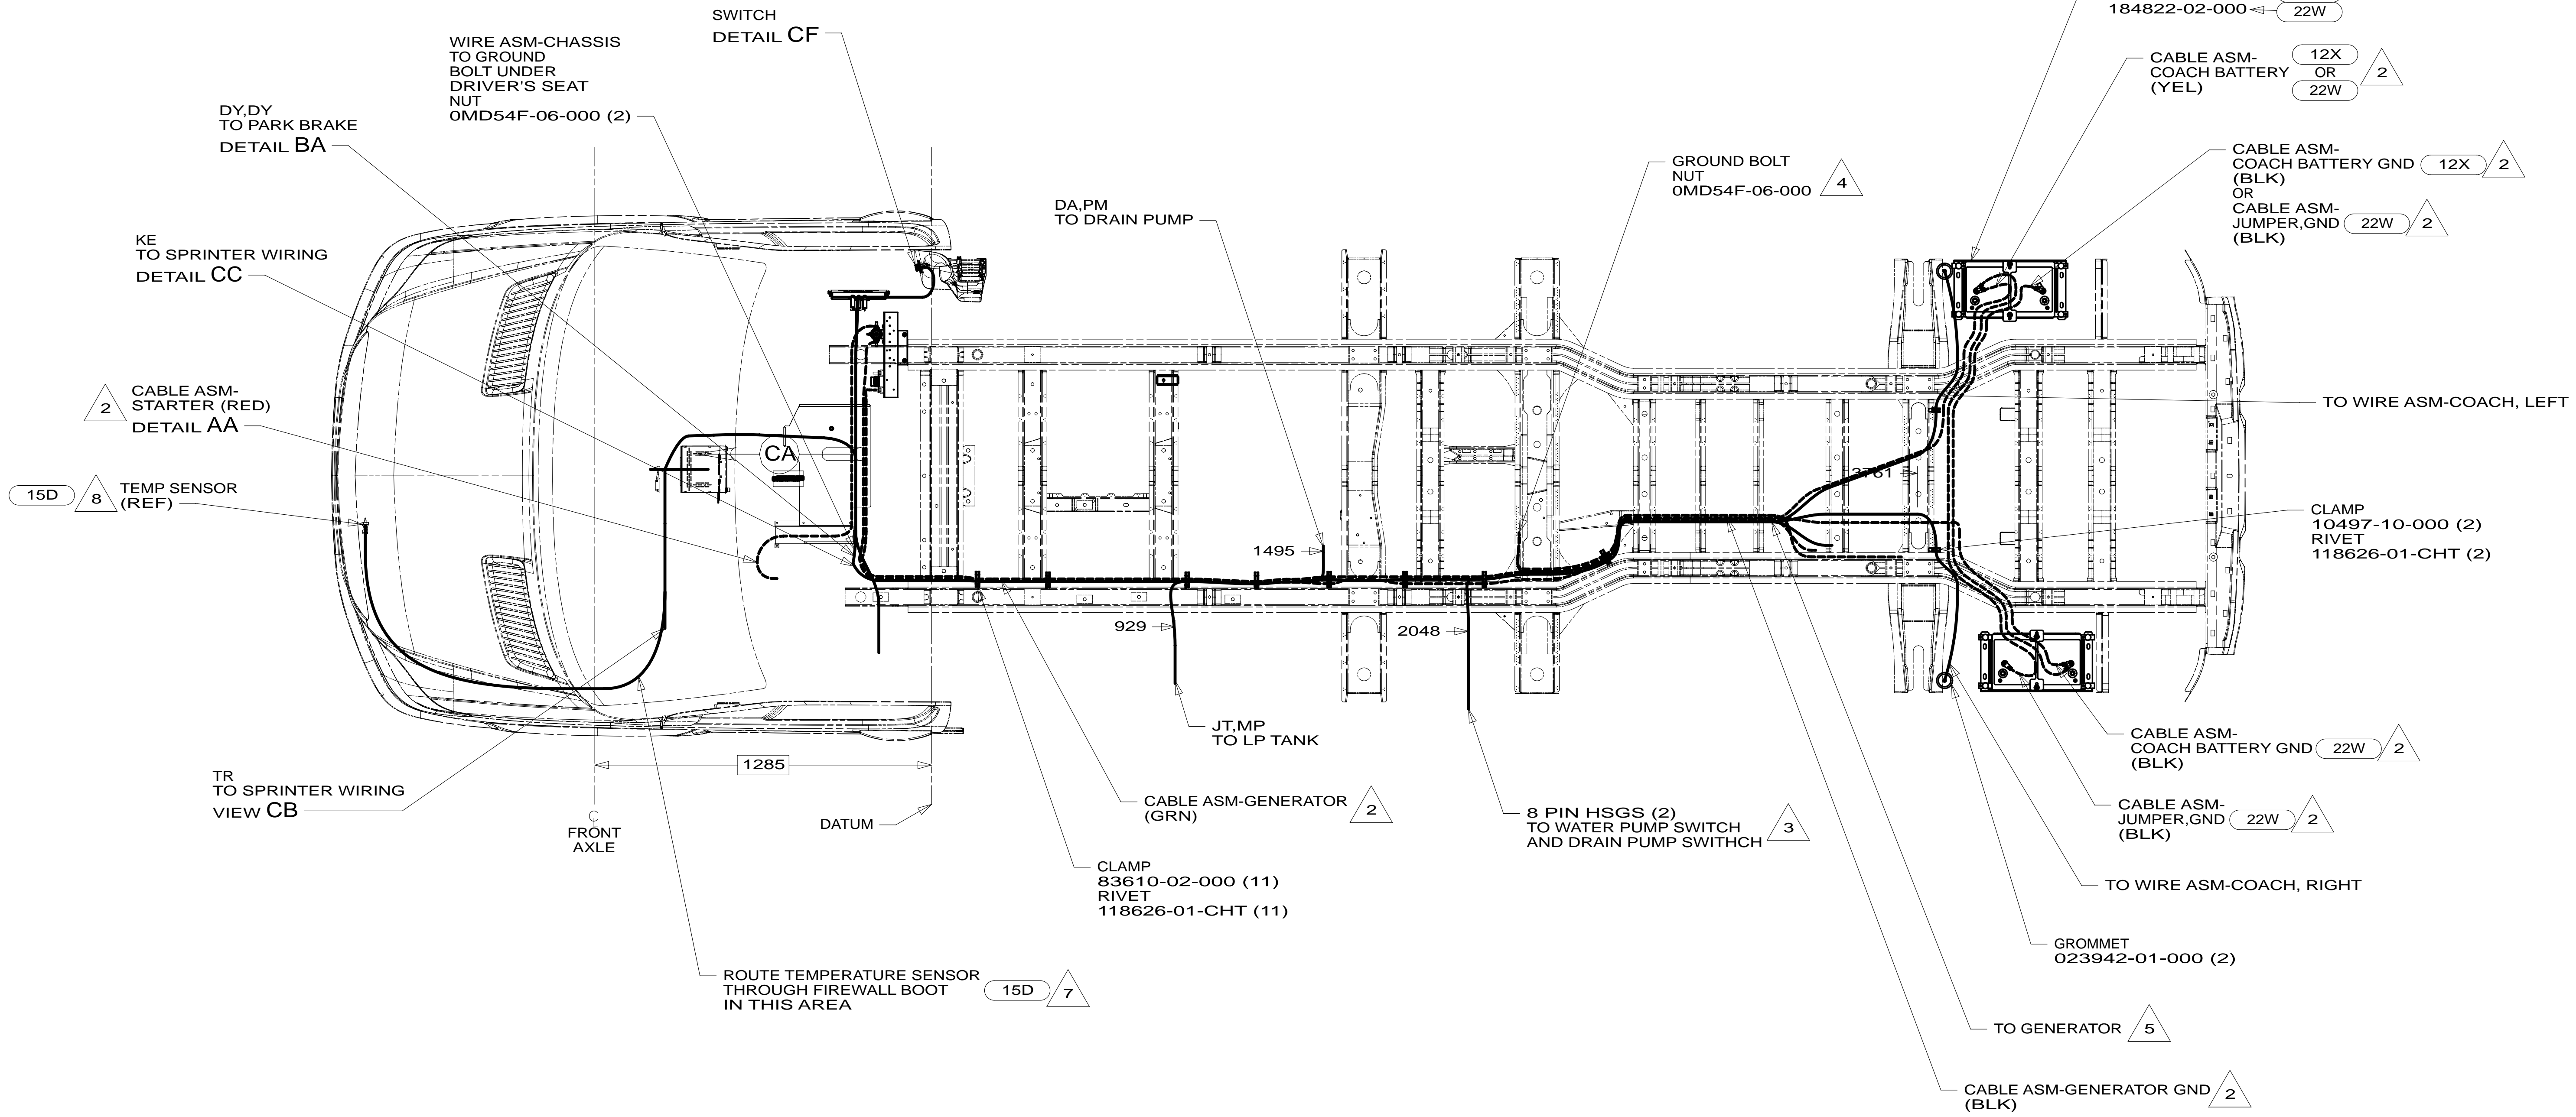 SWITCH
DETAIL CF
WIRE ASM-CHASSIS
TO GROUND
BOLT UNDER
DRIVER'S SEAT
NUT
0MD54F-06-000 (2)
DY,DY
TO PARK BRAKE
DETAIL BA
KE
TO SPRINTER WIRING
DETAIL CC
2
CABLE ASM-
STARTER (RED)
DETAIL AA
15D
8
TEMP SENSOR
(REF)
TR
TO SPRINTER WIRING
VIEW CB
CA
1285
FRONT
AXLE
DATUM
ROUTE TEMPERATURE SENSOR
THROUGH FIREWALL BOOT
IN THIS AREA
15D
7
DA,PM
TO DRAIN PUMP
1495
929
2048
3761
JT,MP
TO LP TANK
CABLE ASM-GENERATOR
(GRN)
2
CLAMP
83610-02-000 (11)
RIVET
118626-01-CHT (11)
8 PIN HSGS (2)
TO WATER PUMP SWITCH
AND DRAIN PUMP SWITHCH
3
GROUND BOLT
NUT
0MD54F-06-000
4
184822-02-000
22W
CABLE ASM-
COACH BATTERY
(YEL)
12X
OR
22W
2
CABLE ASM-
COACH BATTERY GND
(BLK)
12X
2
OR
CABLE ASM-
JUMPER,GND
(BLK)
22W
2
TO WIRE ASM-COACH, LEFT
CLAMP
10497-10-000 (2)
RIVET
118626-01-CHT (2)
CABLE ASM-
COACH BATTERY GND
(BLK)
22W
2
CABLE ASM-
JUMPER,GND
(BLK)
22W
2
TO WIRE ASM-COACH, RIGHT
GROMMET
023942-01-000 (2)
TO GENERATOR
5
CABLE ASM-GENERATOR GND
(BLK)
2